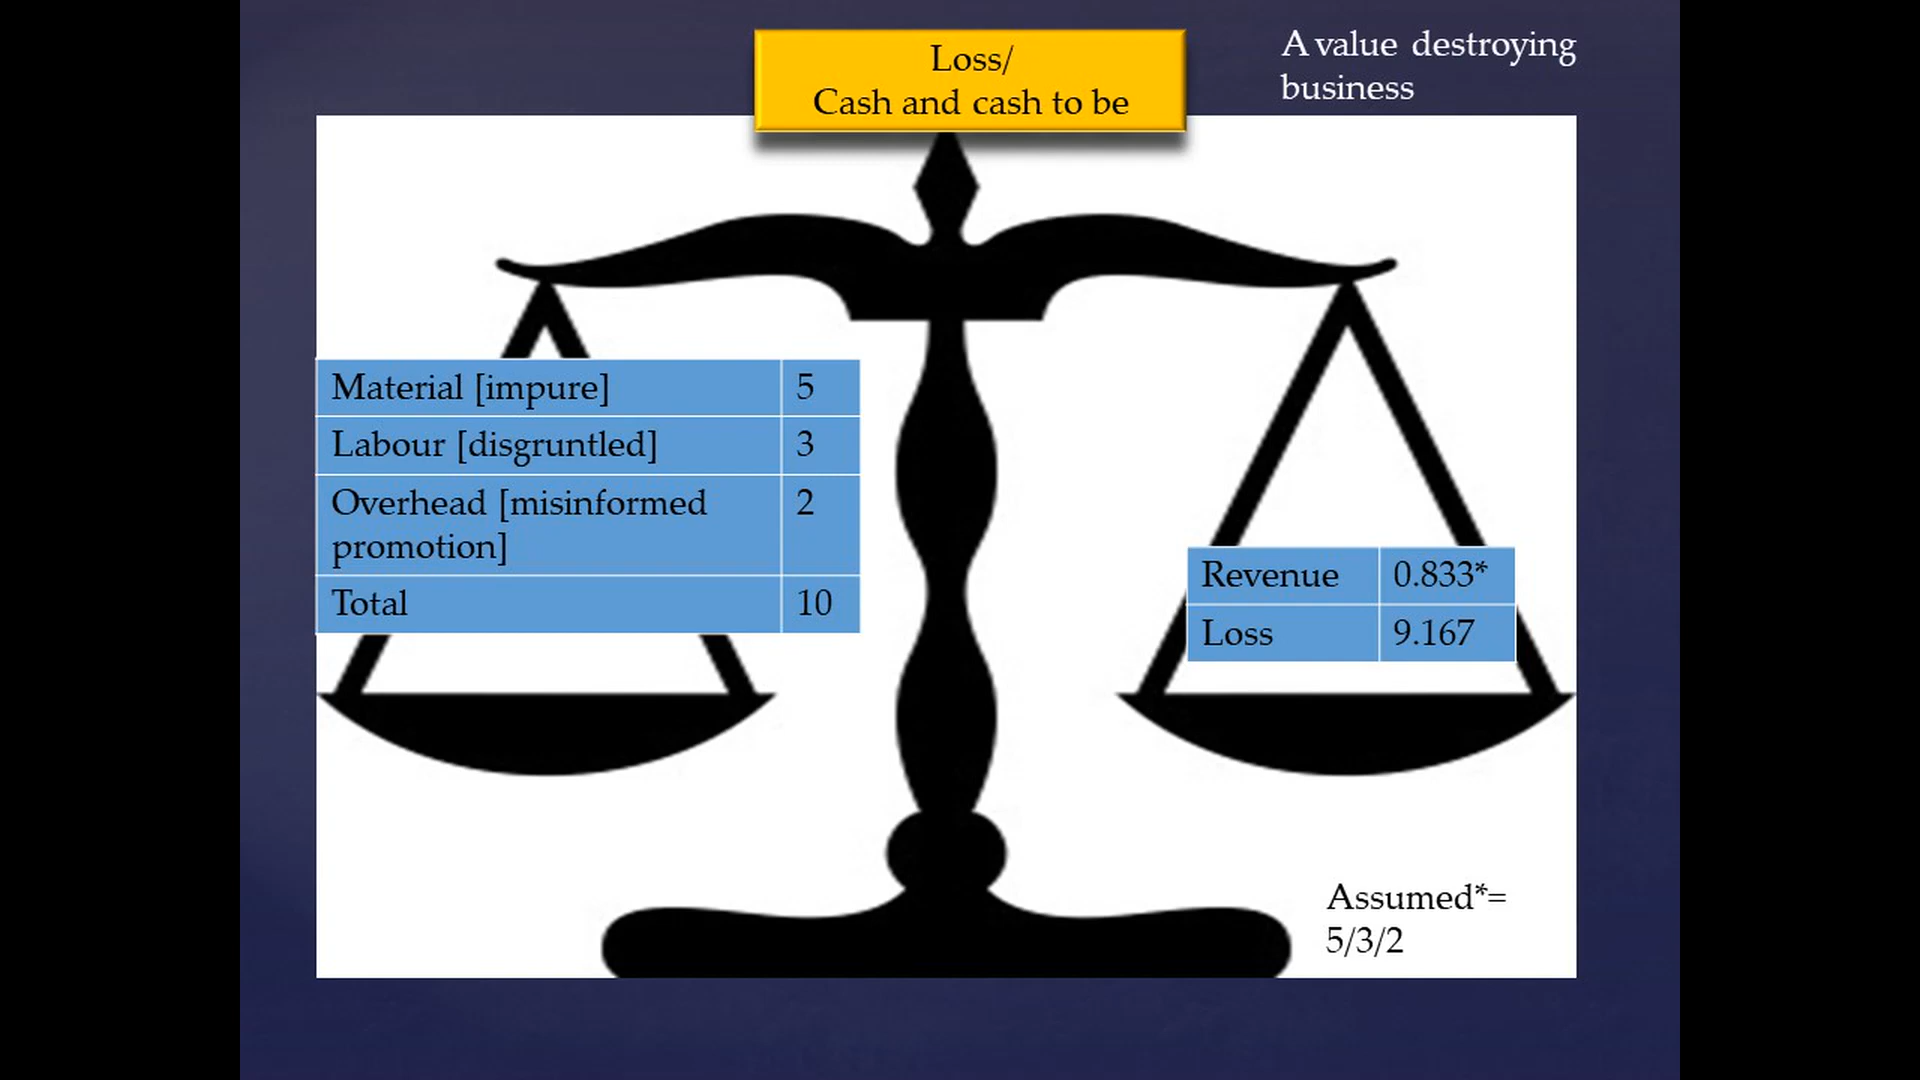 Loss/
Cash and cash to be
A value destroying
business
Material [impure] 5
Labour [disgruntled] 3
Overhead [misinformed 2
promotion]
Total 10
Revenue 0.833*
Loss 9.167
Assumed*=
5/3/2